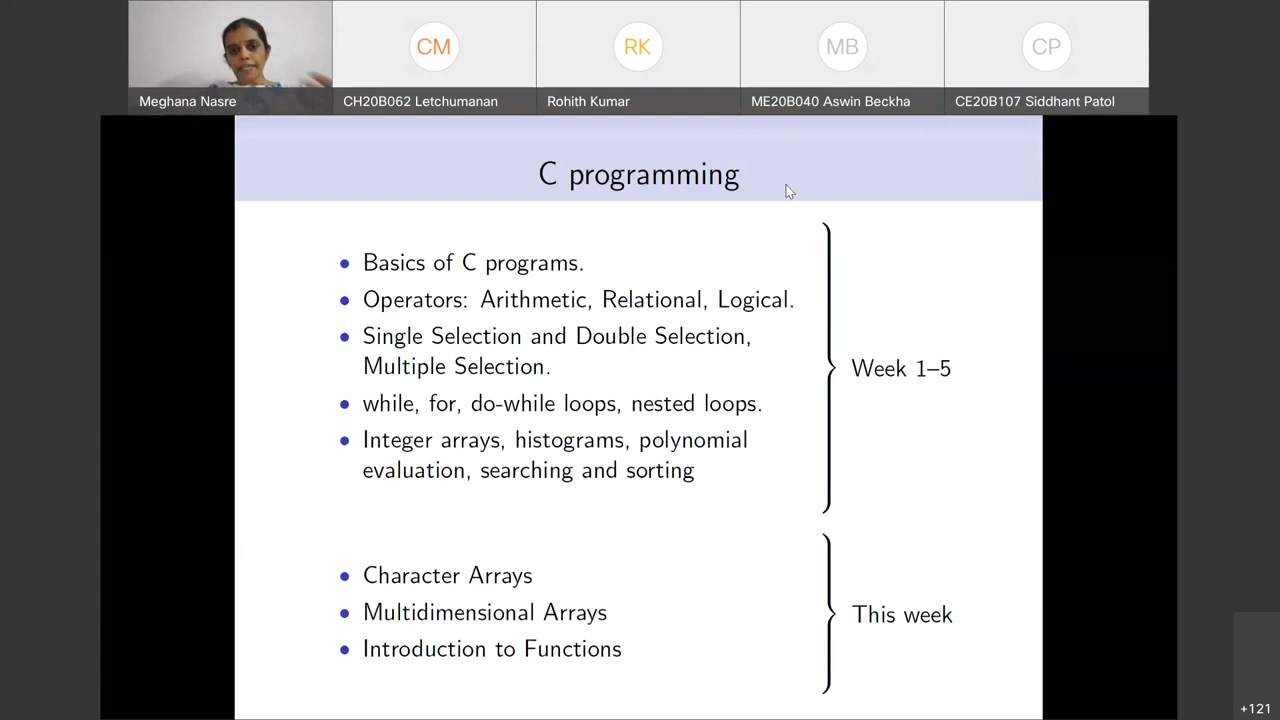 CM
RK
MB
CP
Meghana Nasre
CH20B062 Letchumanan
Rohith Kumar
ME20B040 Aswin Beckha
CE20B107 Siddhant Patol
C programming
• Basics of C programs.
• Operators: Arithmetic, Relational, Logical.
• Single Selection and Double Selection,
Multiple Selection.
• while, for, do-while loops, nested loops.
• Integer arrays, histograms, polynomial
evaluation, searching and sorting
Week 1–5
• Character Arrays
• Multidimensional Arrays
• Introduction to Functions
This week
+121